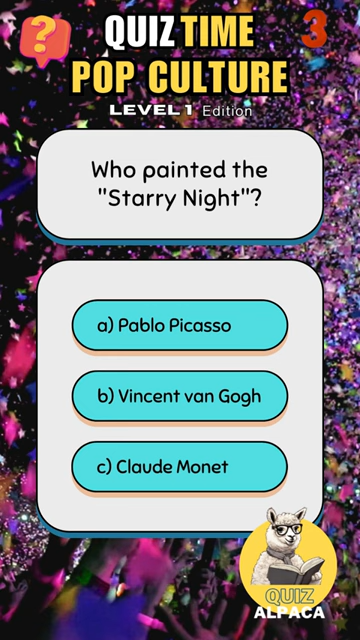 ?
QUIZ TIME
3
POP CULTURE
LEVEL 1 Edition
Who painted the
"Starry Night"?
a) Pablo Picasso
b) Vincent van Gogh
c) Claude Monet
QUIZ
ALPACA